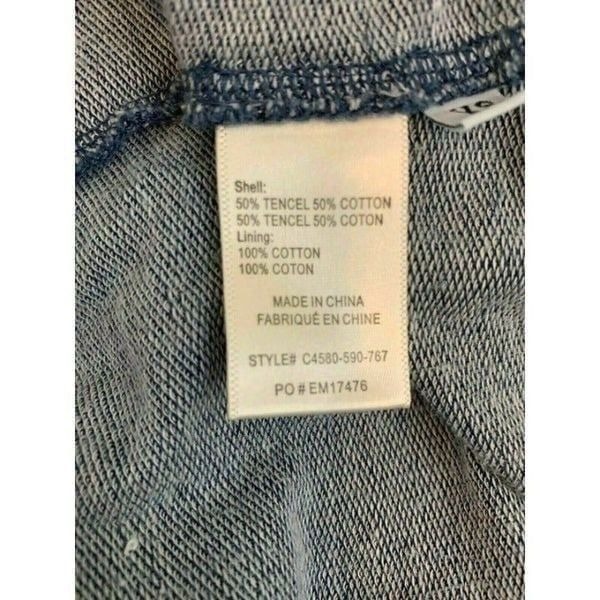 Shell:
50% TENCEL 50% COTTON
50% TENCEL 50% COTON
Lining:
100% COTTON
100% COTON
MADE IN CHINA
FABRIQUÉ EN CHINE
STYLE# C4580-590-767
PO # EM17476